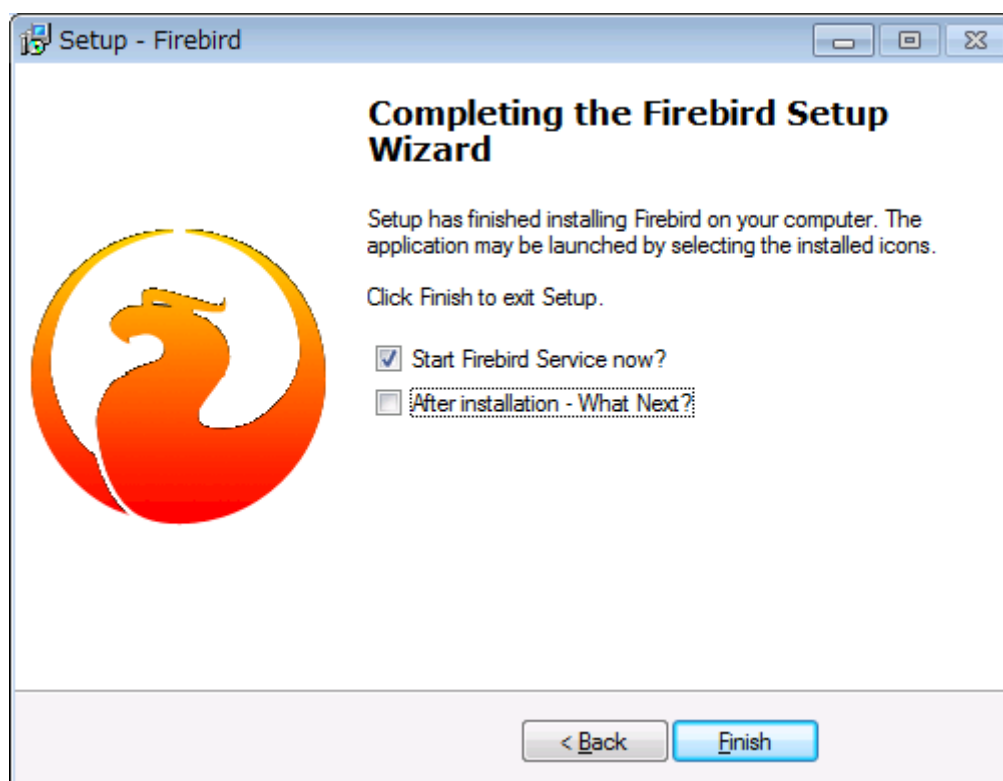 Setup - Firebird
Completing the Firebird Setup
Wizard
Setup has finished installing Firebird on your computer. The
application may be launched by selecting the installed icons.
Click Finish to exit Setup.
Start Firebird Service now?
After installation - What Next?
< Back
Finish